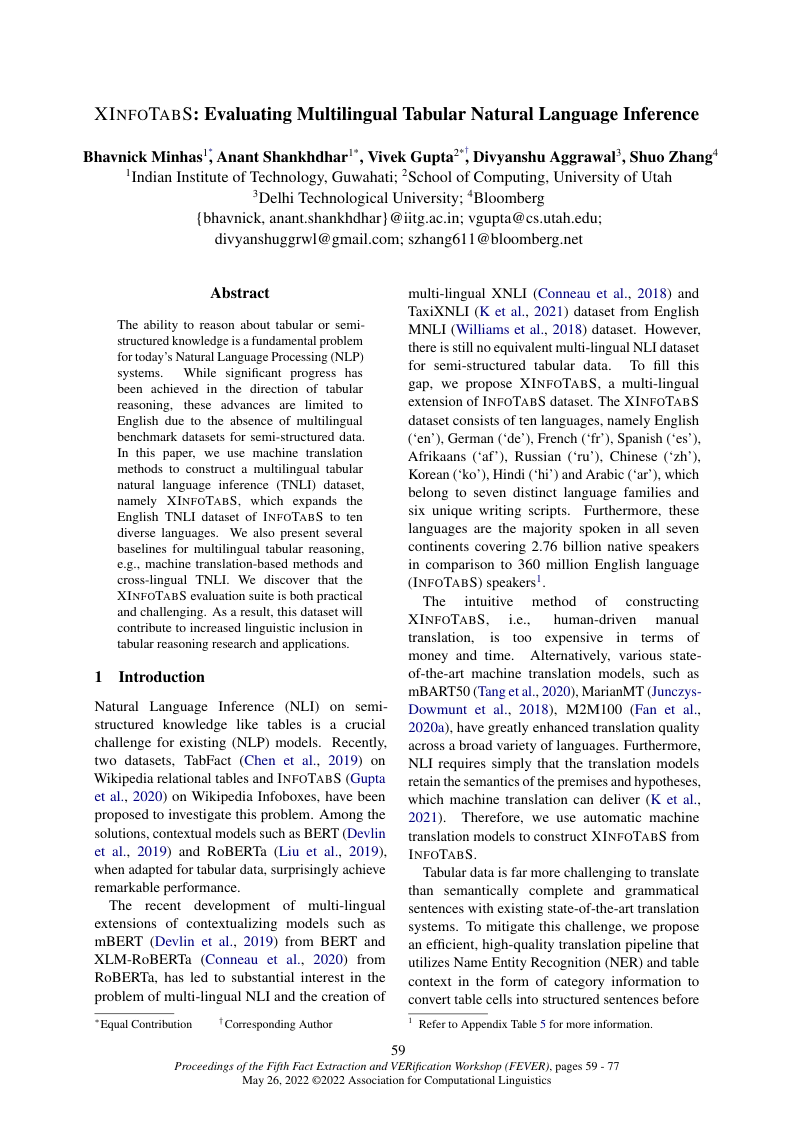 XINFOTABS: Evaluating Multilingual Tabular Natural Language Inference
Bhavnick Minhas1*, Anant Shankhdhar1*, Vivek Gupta2*†, Divyanshu Aggrawal3, Shuo Zhang4
1Indian Institute of Technology, Guwahati; 2School of Computing, University of Utah
3Delhi Technological University; 4Bloomberg
{bhavnick, anant.shankhdhar}@iitg.ac.in; vgupta@cs.utah.edu;
divyanshuggrwl@gmail.com; szhang611@bloomberg.net
Abstract
The ability to reason about tabular or semi-
structured knowledge is a fundamental problem
for today's Natural Language Processing (NLP)
systems. While significant progress has
been achieved in the direction of tabular
reasoning, these advances are limited to
English due to the absence of multilingual
benchmark datasets for semi-structured data.
In this paper, we use machine translation
methods to construct a multilingual tabular
natural language inference (TNLI) dataset,
namely XINFOTABS, which expands the
English TNLI dataset of INFOTABS to ten
diverse languages. We also present several
baselines for multilingual tabular reasoning,
e.g., machine translation-based methods and
cross-lingual TNLI. We discover that the
XINFOTABS evaluation suite is both practical
and challenging. As a result, this dataset will
contribute to increased linguistic inclusion in
tabular reasoning research and applications.
1 Introduction
Natural Language Inference (NLI) on semi-
structured knowledge like tables is a crucial
challenge for existing (NLP) models. Recently,
two datasets, TabFact (Chen et al., 2019) on
Wikipedia relational tables and INFOTABS (Gupta
et al., 2020) on Wikipedia Infoboxes, have been
proposed to investigate this problem. Among the
solutions, contextual models such as BERT (Devlin
et al., 2019) and RoBERTa (Liu et al., 2019),
when adapted for tabular data, surprisingly achieve
remarkable performance.
The recent development of multi-lingual
extensions of contextualizing models such as
mBERT (Devlin et al., 2019) from BERT and
XLM-RoBERTa (Conneau et al., 2020) from
RoBERTa, has led to substantial interest in the
problem of multi-lingual NLI and the creation of
*Equal Contribution †Corresponding Author
multi-lingual XNLI (Conneau et al., 2018) and
TaxiXNLI (K et al., 2021) dataset from English
MNLI (Williams et al., 2018) dataset. However,
there is still no equivalent multi-lingual NLI dataset
for semi-structured tabular data. To fill this
gap, we propose XINFOTABS, a multi-lingual
extension of INFOTABS dataset. The XINFOTABS
dataset consists of ten languages, namely English
('en'), German ('de'), French ('fr'), Spanish ('es'),
Afrikaans ('af'), Russian ('ru'), Chinese ('zh'),
Korean ('ko'), Hindi ('hi') and Arabic ('ar'), which
belong to seven distinct language families and
six unique writing scripts. Furthermore, these
languages are the majority spoken in all seven
continents covering 2.76 billion native speakers
in comparison to 360 million English language
(INFOTABS) speakers1.
The intuitive method of constructing
XINFOTABS, i.e., human-driven manual
translation, is too expensive in terms of
money and time. Alternatively, various state-
of-the-art machine translation models, such as
mBART50 (Tang et al., 2020), MarianMT (Junczys-
Dowmunt et al., 2018), M2M100 (Fan et al.,
2020a), have greatly enhanced translation quality
across a broad variety of languages. Furthermore,
NLI requires simply that the translation models
retain the semantics of the premises and hypotheses,
which machine translation can deliver (K et al.,
2021). Therefore, we use automatic machine
translation models to construct XINFOTABS from
INFOTABS.
Tabular data is far more challenging to translate
than semantically complete and grammatical
sentences with existing state-of-the-art translation
systems. To mitigate this challenge, we propose
an efficient, high-quality translation pipeline that
utilizes Name Entity Recognition (NER) and table
context in the form of category information to
convert table cells into structured sentences before
1 Refer to Appendix Table 5 for more information.
59
Proceedings of the Fifth Fact Extraction and VERification Workshop (FEVER), pages 59 - 77
May 26, 2022 ©2022 Association for Computational Linguistics